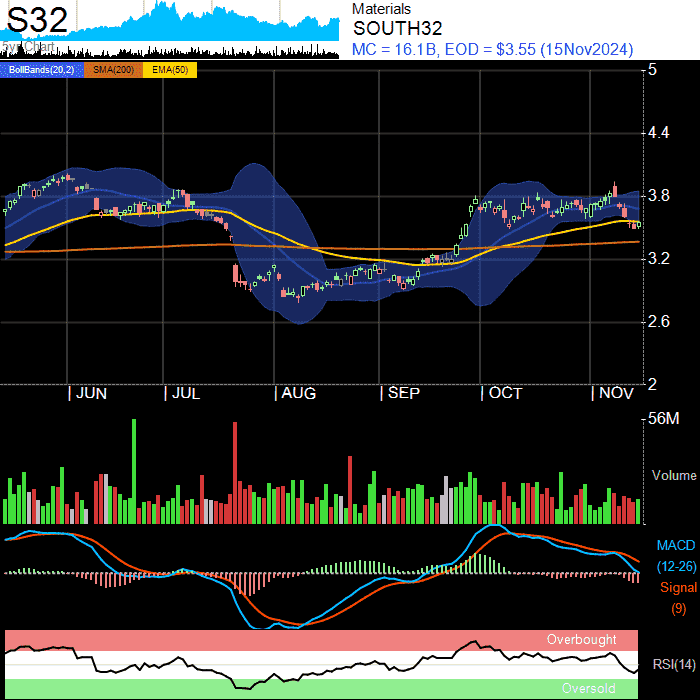 S32
5yr Chart
Materials
SOUTH32
MC = 16.1B, EOD = $3.55 (15Nov2024)
BollBands(20,2) SMA(200) EMA(50)
5
4.4
3.8
3.2
2.6
2
| JUN | JUL | AUG | SEP | OCT | NOV
56M
Volume
MACD
(12-26)
Signal
(9)
Overbought
RSI(14)
Oversold